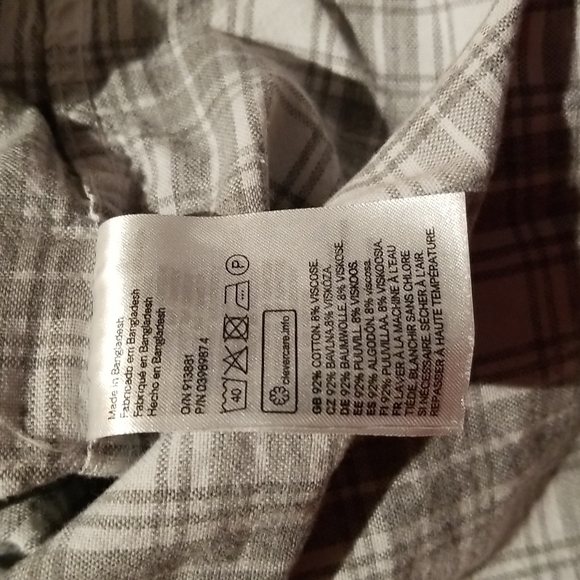 Made in Bangladesh
Fabricado em Bangladesh
Fabriqué en Bangladesh
Hecho en Bangladesh
O/N 913881
P/N 0398987 4
40
P
clevercare.info
GB 92% COTTON. 8% VISCOSE.
CZ 92% BAVLNA.8% VISKÓZA.
DE 92% BAUMWOLLE. 8% VISKOSE.
EE 92% PUUVILL. 8% VISKOOS.
ES 92% ALGODÓN. 8% viscosa.
FI 92% PUUVILLAA. 8% VISKOOSIA.
FR LAVER À LA MACHINE À L'EAU
TIÈDE. BLANCHIR SANS CHLORE
SI NÉCESSAIRE. SÉCHER À L'AIR.
REPASSER À HAUTE TEMPÉRATURE.